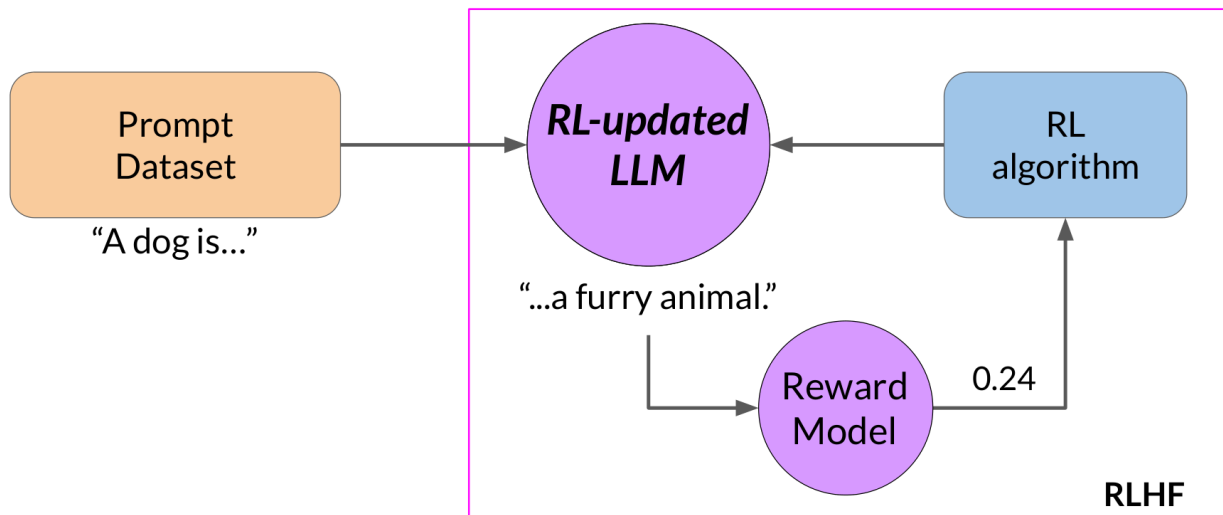 Prompt
Dataset
“A dog is...”
RL-updated
LLM
“...a furry animal.”
RL
algorithm
Reward
Model
0.24
RLHF